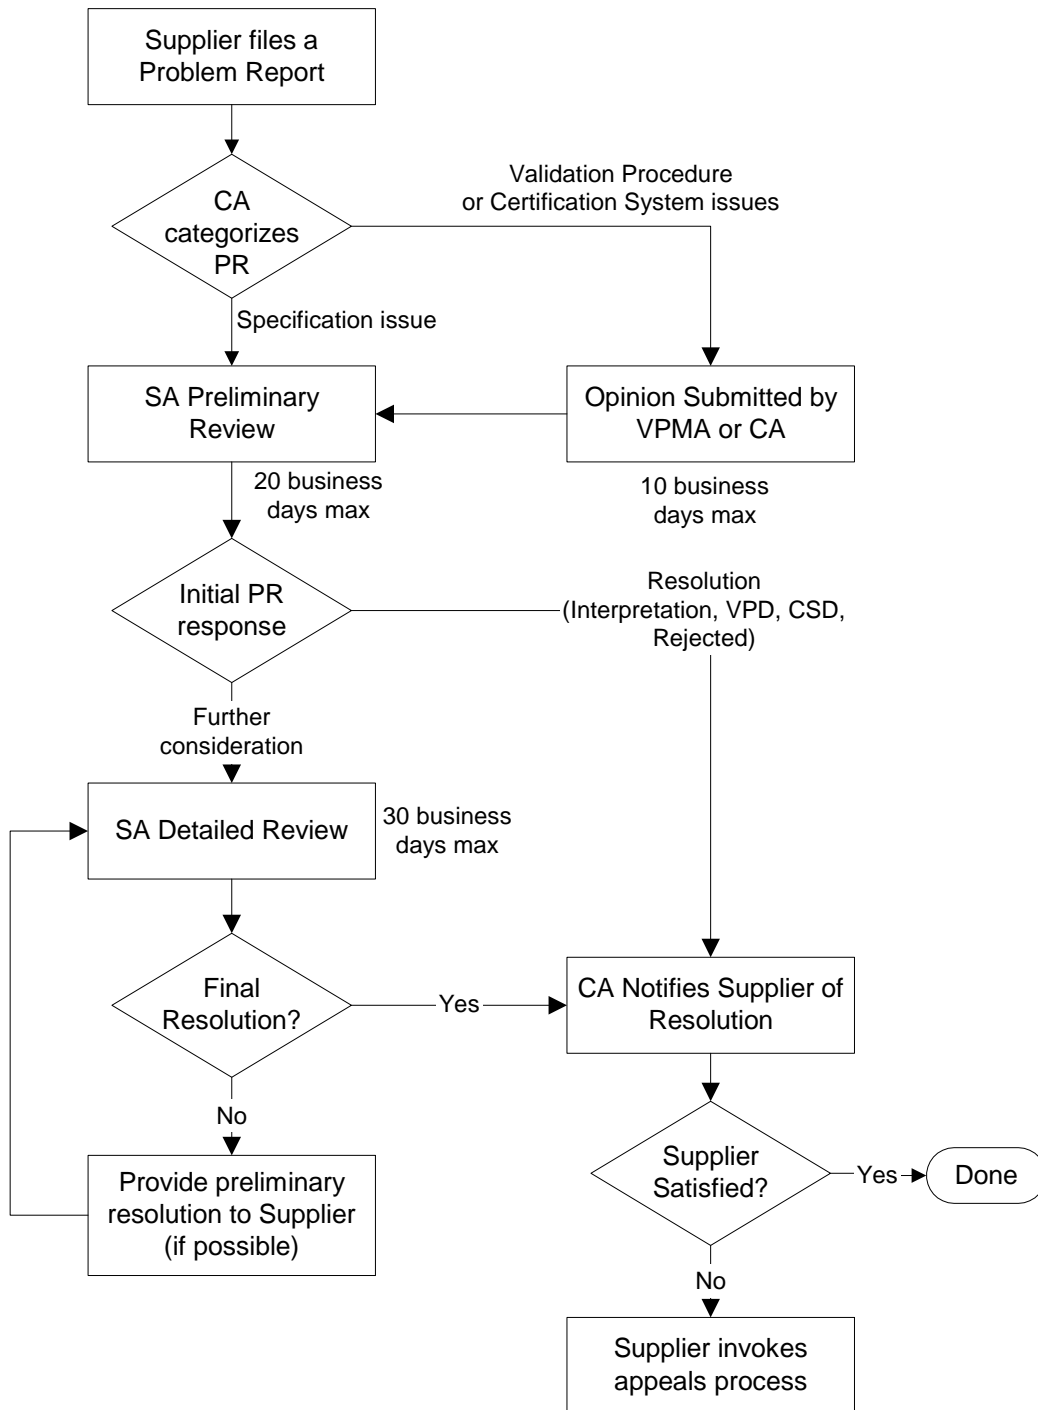 Supplier files a
Problem Report
CA
categorizes
PR
Validation Procedure
or Certification System issues
Specification issue
SA Preliminary
Review
Opinion Submitted by
VPMA or CA
20 business
days max
10 business
days max
Initial PR
response
Resolution
(Interpretation, VPD, CSD,
Rejected)
Further
consideration
SA Detailed Review
30 business
days max
Final
Resolution?
Yes
CA Notifies Supplier of
Resolution
No
Provide preliminary
resolution to Supplier
(if possible)
Supplier
Satisfied?
Yes
Done
No
Supplier invokes
appeals process